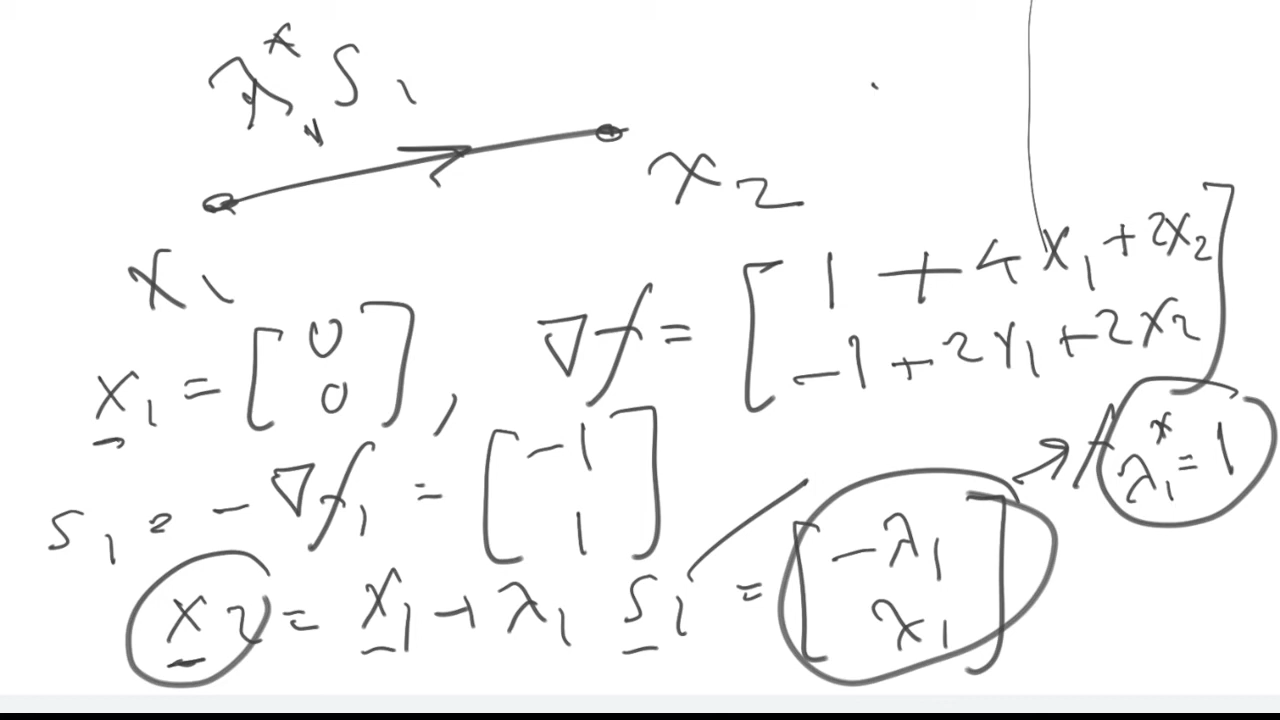 λ* S₁
x₂
x₁
∇f = [1 + 4x₁ + 2x₂
-1 + 2x₁ + 2x₂]
x₁ = [0
0],
λ₁* = 1
S₁ = -∇f₁ = [-1
1]
x₂ = x₁ + λ₁ S₁ = [-λ₁
λ₁]